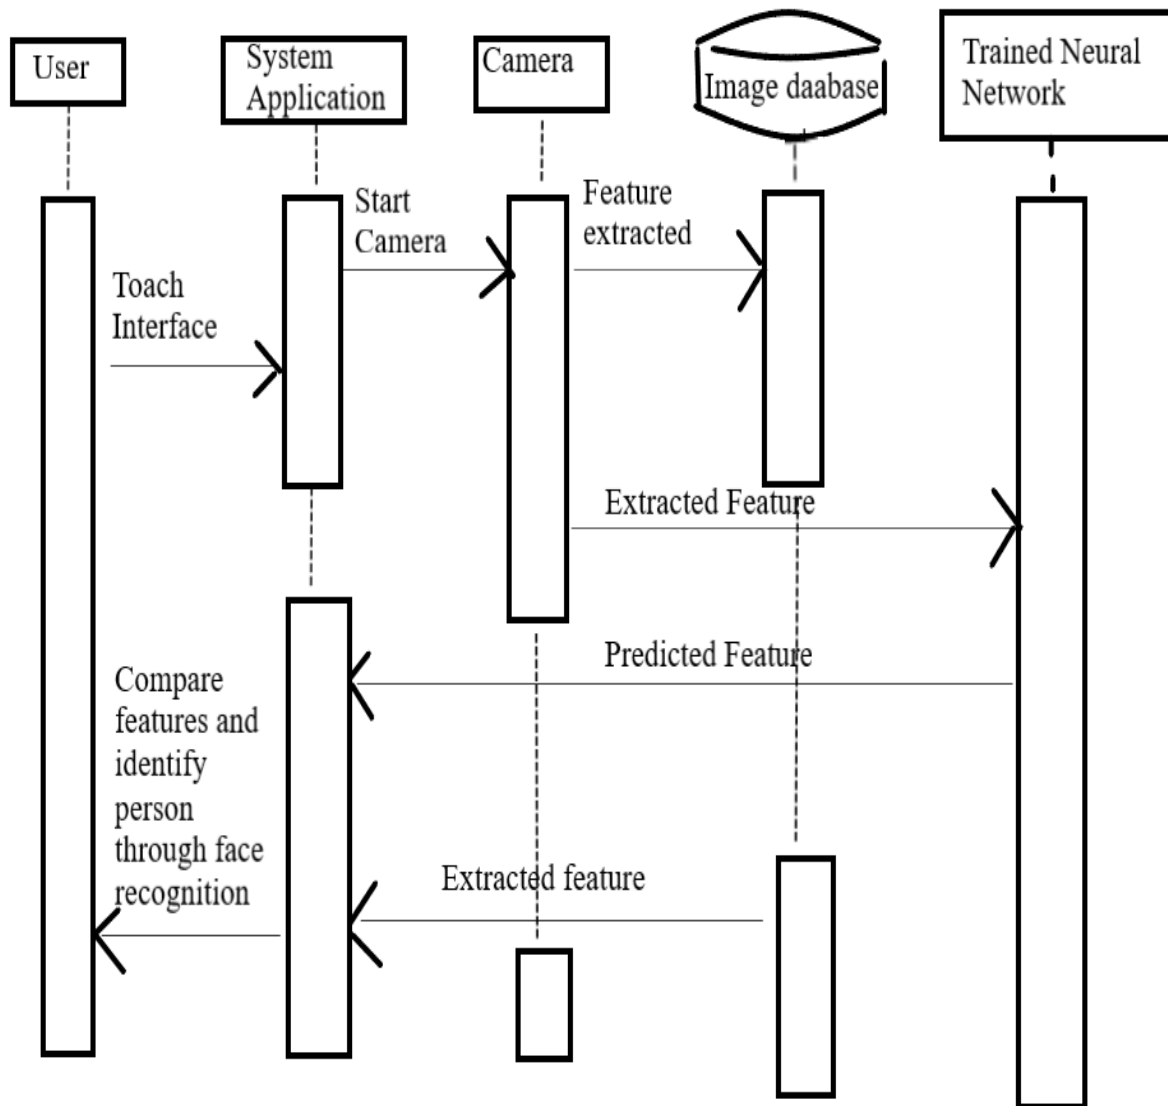 User
System
Application
Camera
Image daabase
Trained Neural
Network
Start
Camera
Feature
extracted
Toach
Interface
Extracted Feature
Predicted Feature
Compare
features and
identify
person
through face
recognition
Extracted feature